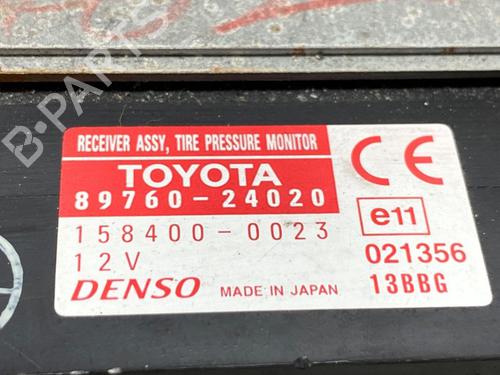 RECEIVER ASSY, TIRE PRESSURE MONITOR
TOYOTA
89760-24020
158400-0023
12V
DENSO MADE IN JAPAN
CE
e11
021356
13BBG
B-PARTS